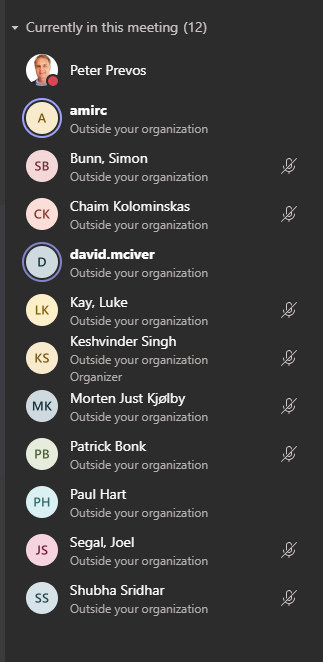 Currently in this meeting (12)
Peter Prevos
A
amirc
Outside your organization
SB
Bunn, Simon
Outside your organization
CK
Chaim Kolominskas
Outside your organization
D
david.mciver
Outside your organization
LK
Kay, Luke
Outside your organization
KS
Keshvinder Singh
Outside your organization
Organizer
MK
Morten Just Kjølby
Outside your organization
PB
Patrick Bonk
Outside your organization
PH
Paul Hart
Outside your organization
JS
Segal, Joel
Outside your organization
SS
Shubha Sridhar
Outside your organization